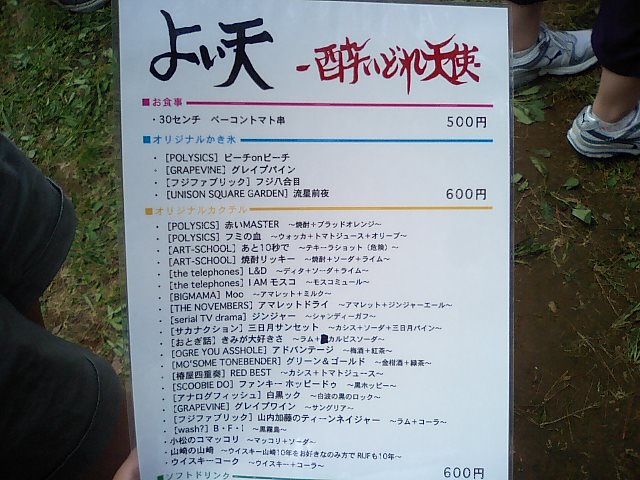 よい天 -酔いどれ天使-
■お食事
・30センチ ベーコントマト串 500円
■オリジナルかき氷
・[POLYSICS] ピーチonピーチ
・[GRAPEVINE] グレイプバイン
・[フジファブリック] フジ八合目
・[UNISON SQUARE GARDEN] 流星前夜 600円
■オリジナルカクテル
・[POLYSICS] 赤いMASTER ～焼酎+ブラッドオレンジ～
・[POLYSICS] フミの血 ～ウォッカ+トマトジュース+オリーブ～
・[ART-SCHOOL] あと10秒で ～テキーラショット(危険)～
・[ART-SCHOOL] 焼酎リッキー ～焼酎+ソーダ+ライム～
・[the telephones] L&D ～ディタ+ソーダ+ライム～
・[the telephones] I AM モスコ ～モスコミュール～
・[BIGMAMA] Moo ～アマレット+ミルク～
・[THE NOVEMBERS] アマレットドライ ～アマレット+ジンジャーエール～
・[serial TV drama] ジンジャー ～シャンディーガフ～
・[サカナクション] 三日月サンセット ～カシス+ソーダ+三日月パイン～
・[おとぎ話] きみが大好きさ ～ラム+カルピスソーダ～
・[OGRE YOU ASSHOLE] アドバンテージ ～梅酒+紅茶～
・[MO'SOME TONEBENDER] グリーン&ゴールド ～金柑酒+緑茶～
・[椿屋四重奏] RED BEST ～カシス+トマトジュース～
・[SCOOBIE DO] ファンキーホッピードゥ ～黒ホッピー～
・[アナログフィッシュ] 白黒ック ～白波の黒のロック～
・[GRAPEVINE] グレイプワイン ～サングリア～
・[フジファブリック] 山内加藤のティーンネイジャー ～ラム+コーラ～
・[wash?] B・F・! ～黒霧島～
・小松のコマッコリ ～マッコリ+ソーダ～
・山崎の山崎 ～ウイスキー山崎10年をお好きなのみ方で RUFも10年～
・ウイスキーコーク ～ウイスキー+コーラ～ 600円
■ソフトドリンク